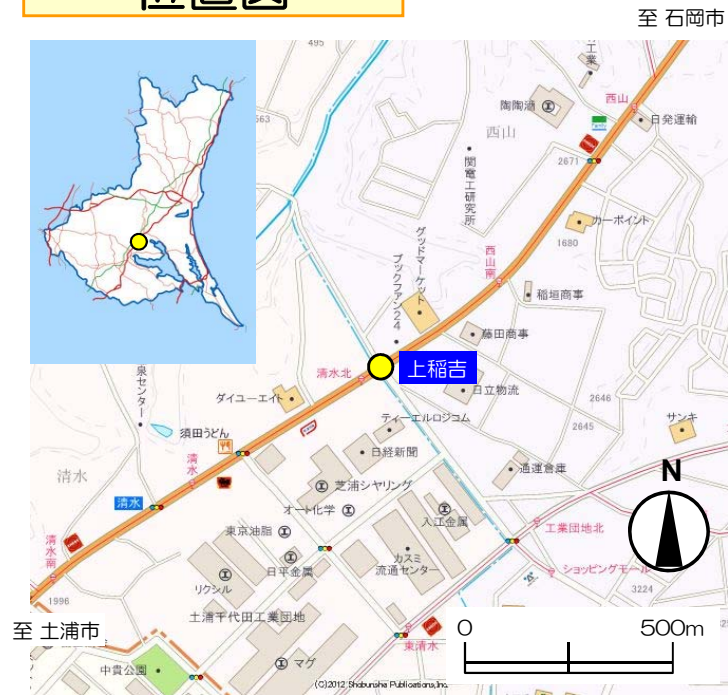 位置図
至 石岡市
495
工業
西山
陶陶酒
日発運輸
西山
563
関電工研究所
2671
カーポイント
グッドマーケット
1680
西山南
ブックファン24
稲垣商事
藤田商事
清水北
上稲吉
泉センター
ダイユーエイト
日立物流
2646
ティーエルロジコム
サンキ
須田うどん
2645
清水
日経新聞
清水
通運倉庫
N
芝浦シヤリング
清水
オート化学
入江金属
東京油脂
工業団地北
清水南
日平金属
カスミ
流通センター
リクシル
ショッピングモール
3224
1996
土浦千代田工業団地
至 土浦市
0 500m
東清水
中貫公園
マグ
(C)2012 Shobunsha Publications,Inc.